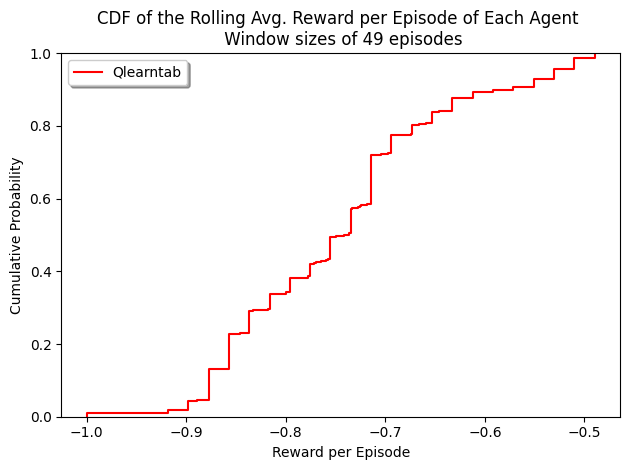 CDF of the Rolling Avg. Reward per Episode of Each Agent
Window sizes of 49 episodes
Qlearntab
Cumulative Probability
1.0
0.8
0.6
0.4
0.2
0.0
−1.0 −0.9 −0.8 −0.7 −0.6 −0.5
Reward per Episode